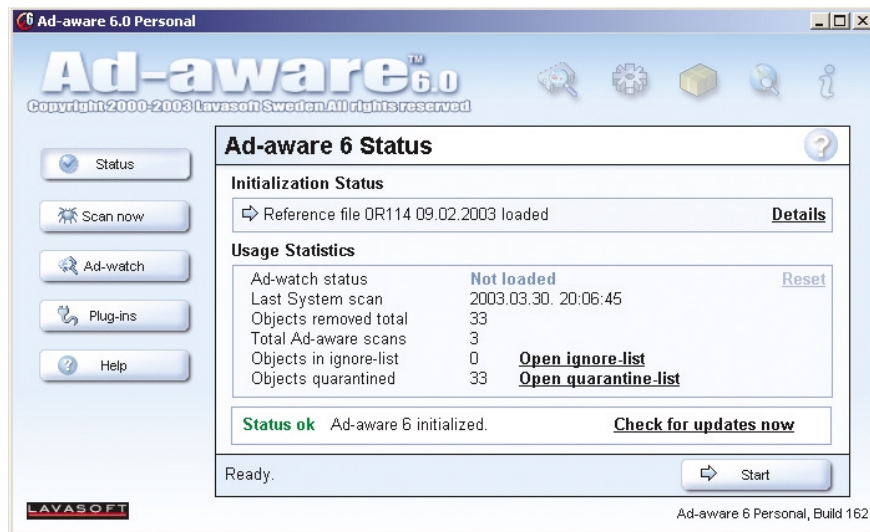 Ad-aware 6.0 Personal
Ad-aware 6.0 TM
Copyright 2000-2003 Lavasoft Sweden. All rights reserved
Status
Scan now
Ad-watch
Plug-ins
Help
Ad-aware 6 Status
Initialization Status
Reference file 0R114 09.02.2003 loaded Details
Usage Statistics
Ad-watch status Not loaded Reset
Last System scan 2003.03.30. 20:06:45
Objects removed total 33
Total Ad-aware scans 3
Objects in ignore-list 0 Open ignore-list
Objects quarantined 33 Open quarantine-list
Status ok Ad-aware 6 initialized. Check for updates now
Ready. Start
LAVASOFT
Ad-aware 6 Personal, Build 162